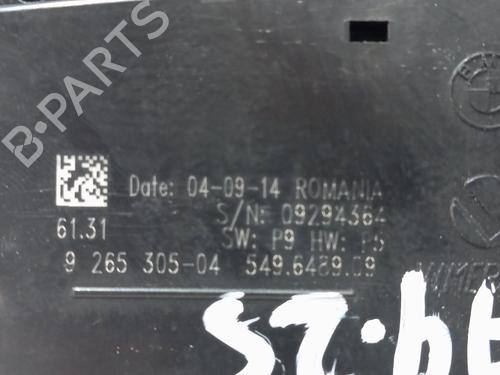 B-PARTS
BMW
Date: 04-09-14 ROMANIA
S/N: 09294364
61.31
SW: P9 HW:
9 265 305-04 549.6489.09